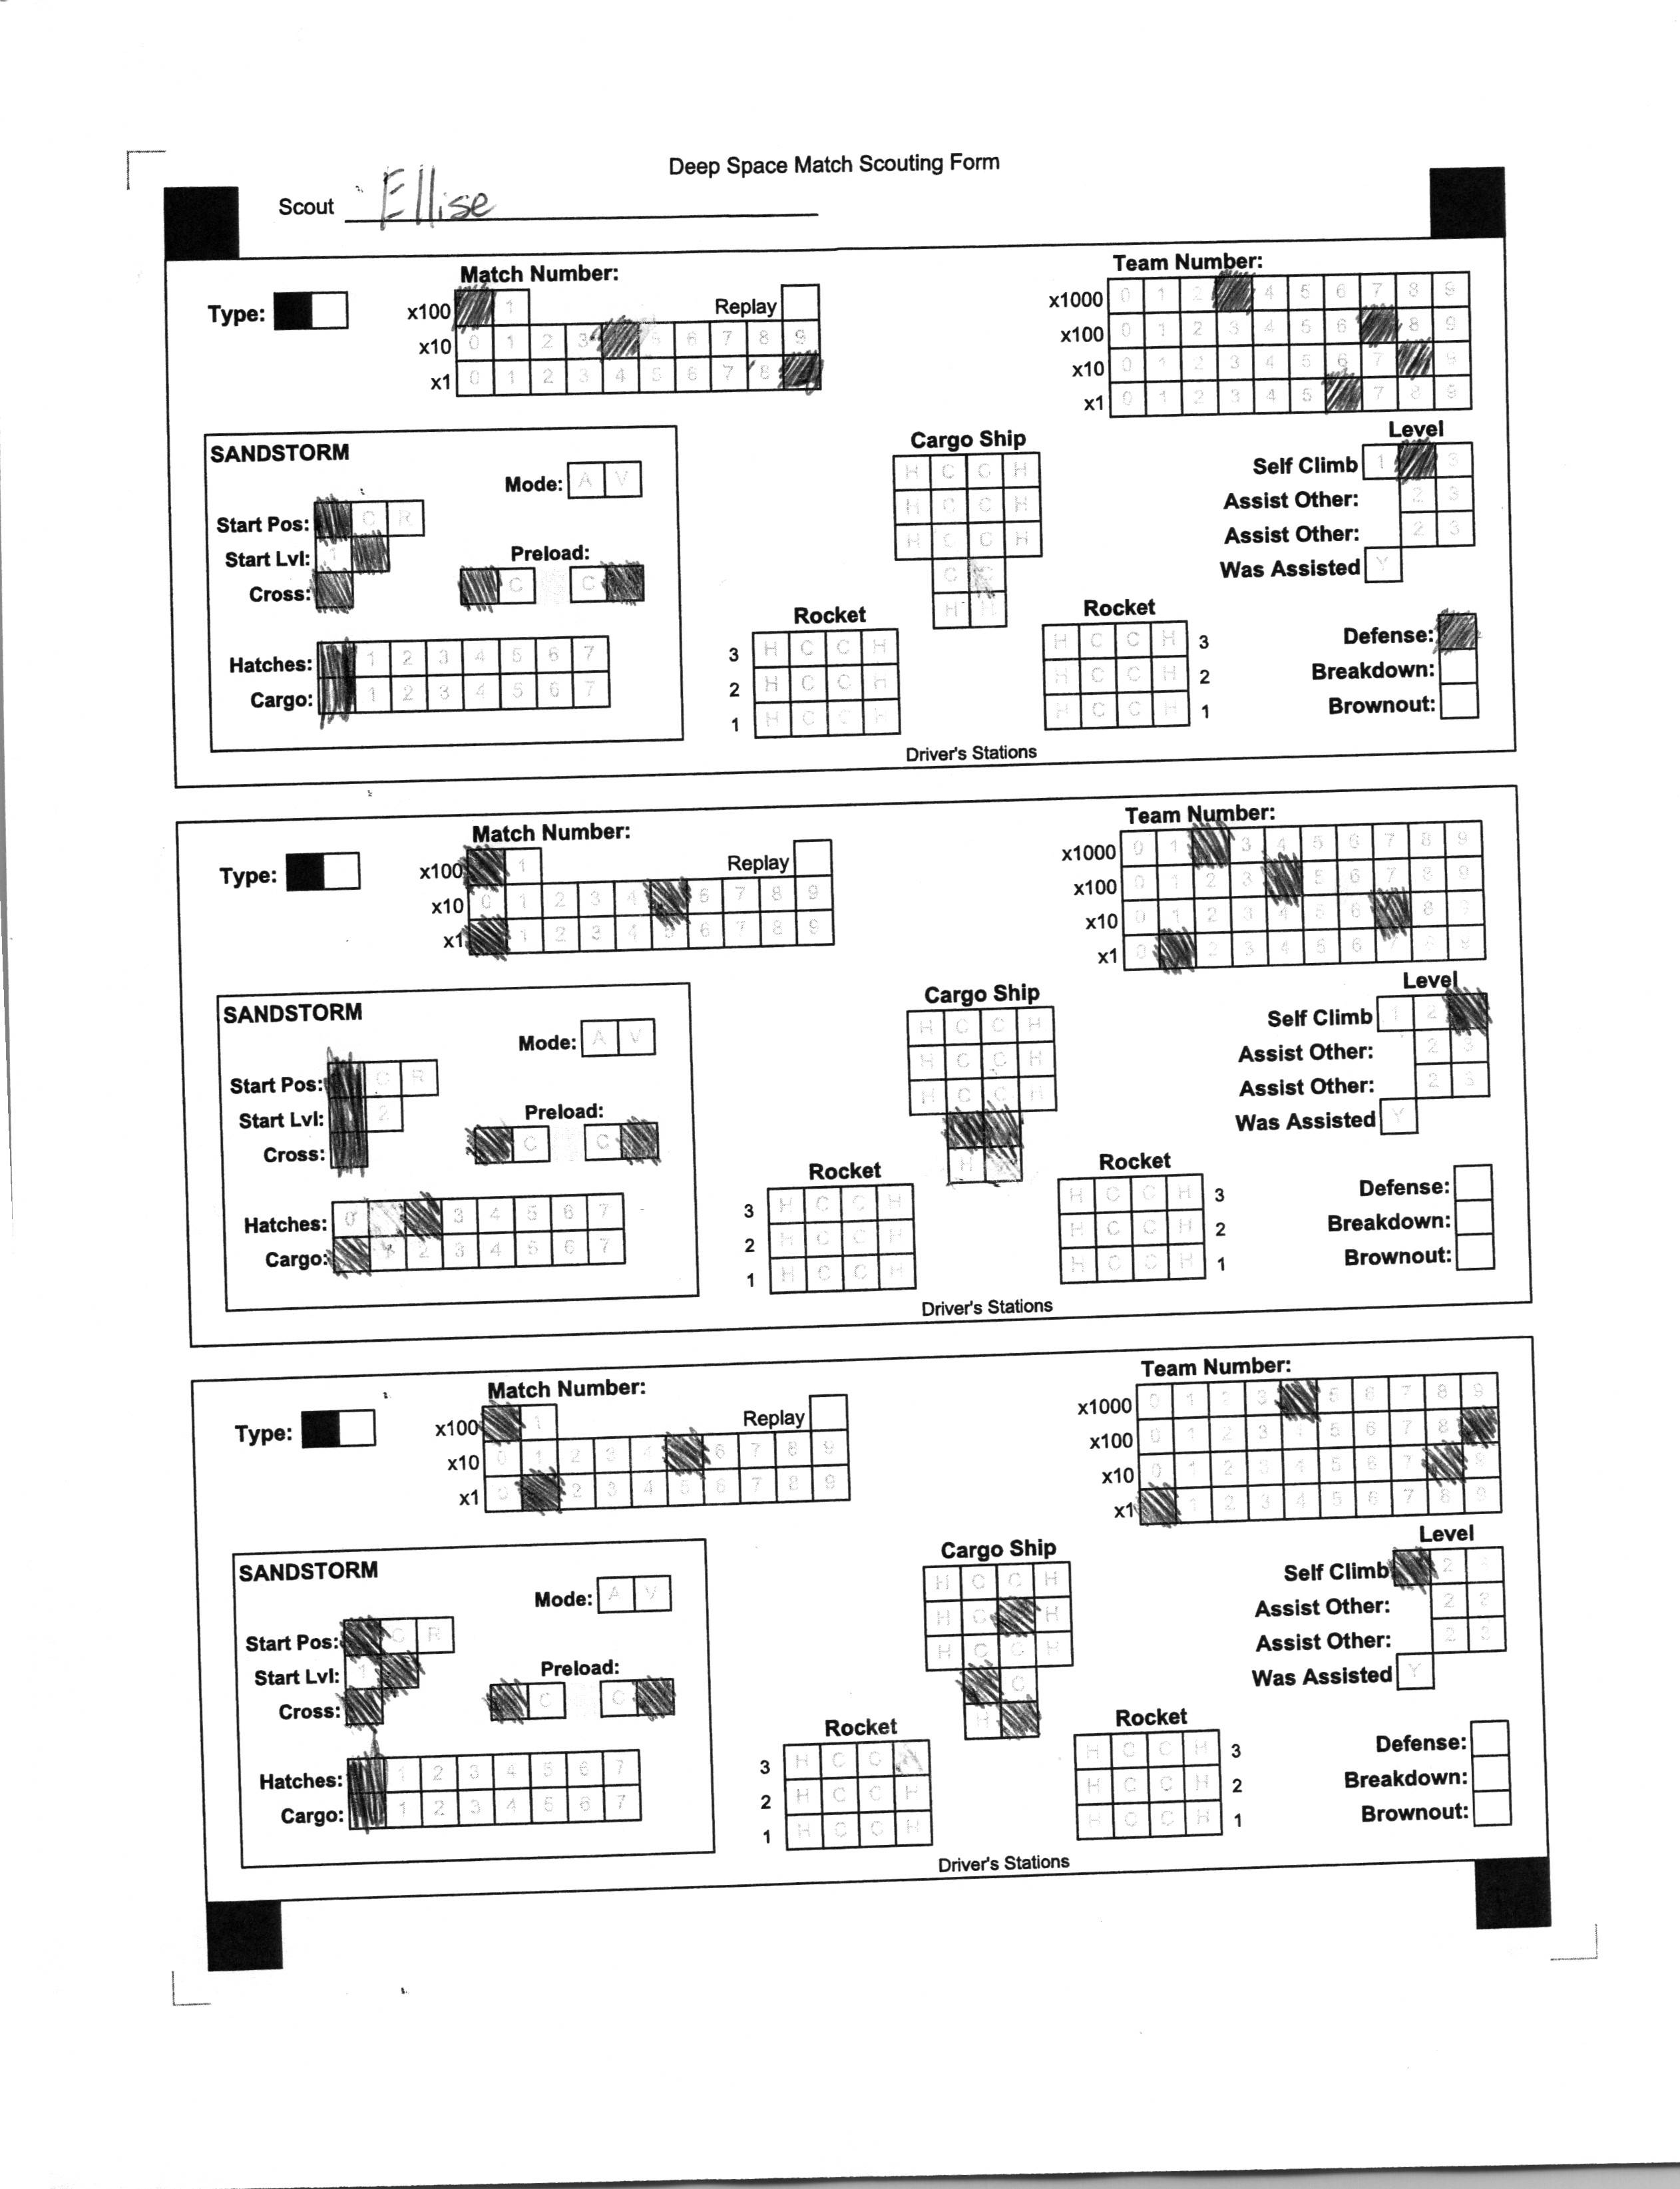 Deep Space Match Scouting Form
Scout Ellise
Match Number:
Team Number:
Type:
x100 1 Replay
x10 0 1 2 3 6 7 8 9
x1 0 1 2 3 4 5 6 7 8
x1000 0 1 2 4 5 6 7 8 9
x100 0 1 2 3 4 5 6 8 9
x10 0 1 2 3 4 5 6 7 9
x1 0 1 2 3 4 5 7 8 9
SANDSTORM
Mode: A V
Start Pos: C R
Start Lvl:
Cross:
Preload:
C C
Hatches: 1 2 3 4 5 6 7
Cargo: 1 2 3 4 5 6 7
Cargo Ship
H C C H
H C C H
H C C H
C
H H
Rocket
3 H C C H
2 H C C H
1 H C C H
Rocket
H C C H 3
H C C H 2
H C C H 1
Driver's Stations
Level
Self Climb 1 3
Assist Other: 2 3
Assist Other: 2 3
Was Assisted Y
Defense:
Breakdown:
Brownout:
Match Number:
Team Number:
Type:
x100 1 Replay
x10 0 1 2 3 4 6 7 8 9
x1 1 2 3 4 5 6 7 8 9
x1000 0 1 3 4 5 6 7 8 9
x100 0 1 2 3 5 6 7 8 9
x10 0 1 2 3 4 5 6 8 9
x1 0 2 3 4 5 6 7 8 9
SANDSTORM
Mode: A V
Start Pos: C R
Start Lvl: 2
Cross:
Preload:
C C
Hatches: 0 3 4 5 6 7
Cargo: 1 2 3 4 5 6 7
Cargo Ship
H C C H
H C C H
H C C H
H
Rocket
3 H C C H
2 H C C H
1 H C C H
Rocket
H C C H 3
H C C H 2
H C C H 1
Driver's Stations
Level
Self Climb 1 2
Assist Other: 2 3
Assist Other: 2 3
Was Assisted Y
Defense:
Breakdown:
Brownout:
Match Number:
Team Number:
Type:
x100 1 Replay
x10 0 1 2 3 4 6 7 8 9
x1 0 2 3 4 5 6 7 8 9
x1000 0 1 2 3 5 6 7 8 9
x100 0 1 2 3 4 5 6 7 8
x10 0 1 2 3 4 5 6 7 9
x1 1 2 3 4 5 6 7 8 9
SANDSTORM
Mode: A V
Start Pos: C R
Start Lvl: 1
Cross:
Preload:
C C
Hatches: 1 2 3 4 5 6 7
Cargo: 1 2 3 4 5 6 7
Cargo Ship
H C C H
H C H
H C C H
C
H
Rocket
3 H C C
2 H C C H
1 H C C H
Rocket
H C C H 3
H C C H 2
H C C H 1
Driver's Stations
Level
Self Climb 2 3
Assist Other: 2 3
Assist Other: 2 3
Was Assisted Y
Defense:
Breakdown:
Brownout: